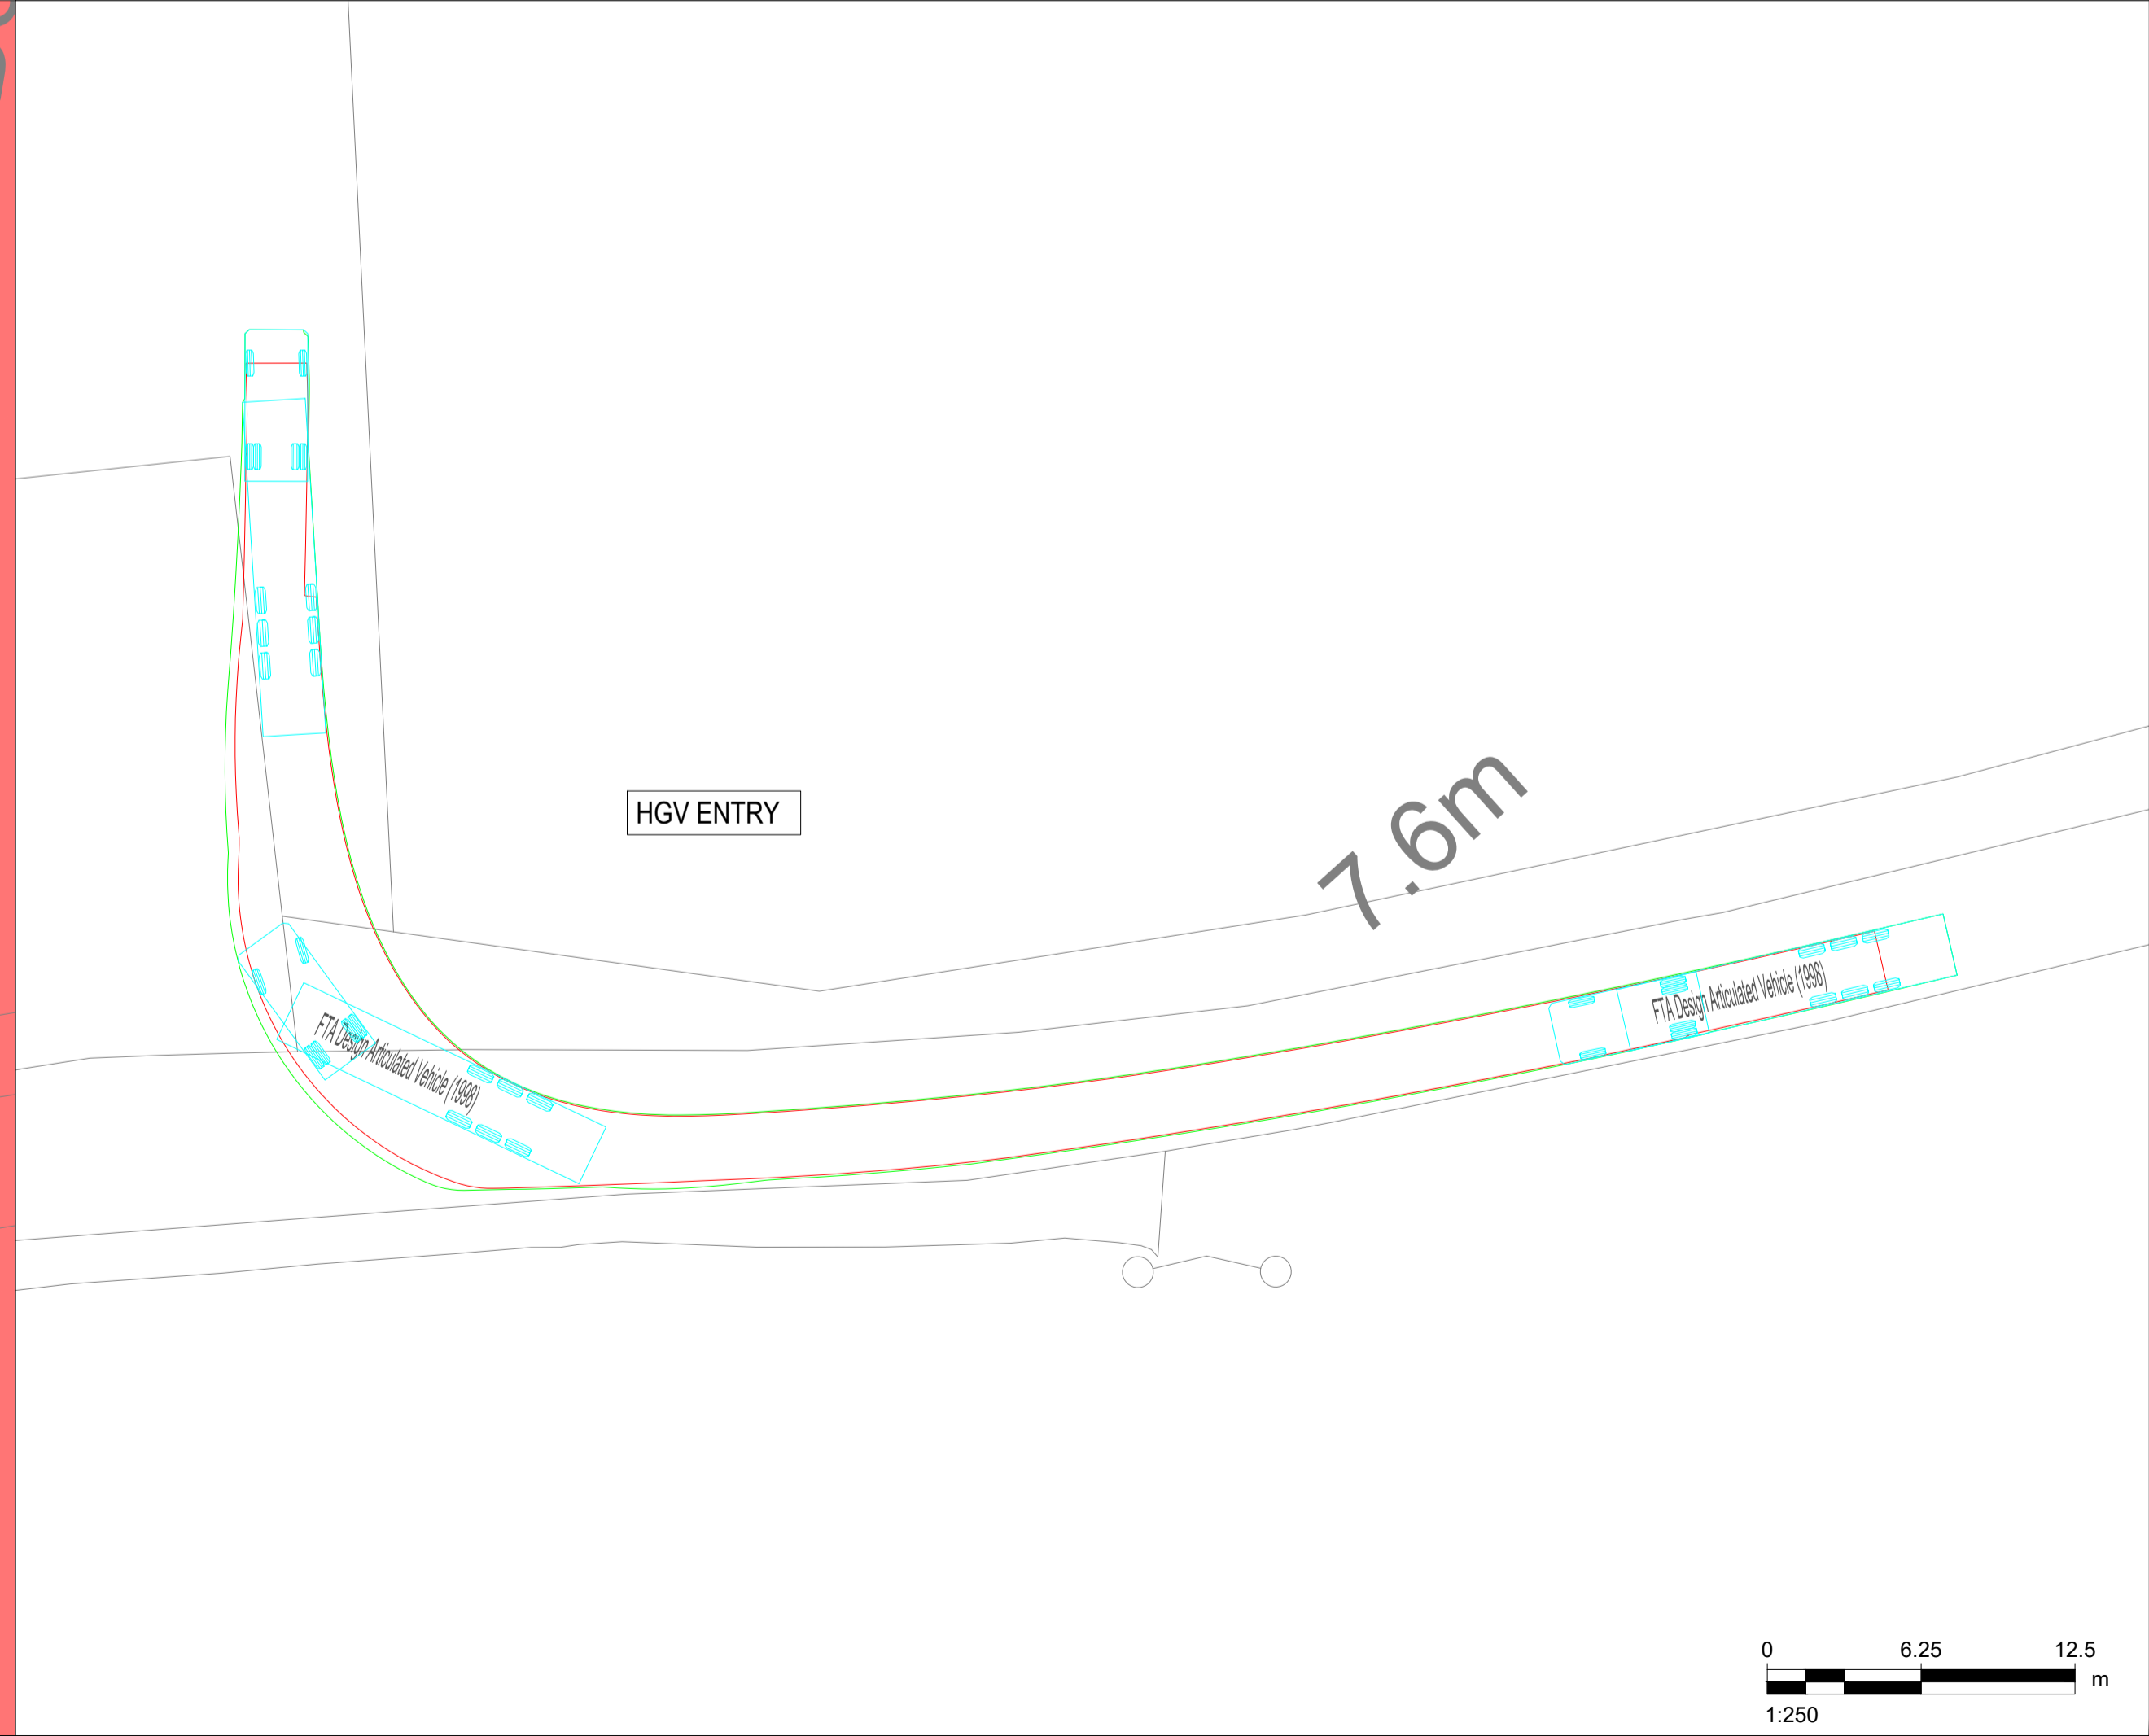 HGV ENTRY
7.6m
FTA Design Articulated Vehicle (1998)
FTA Design Articulated Vehicle (1998)
0 6.25 12.5
m
1:250